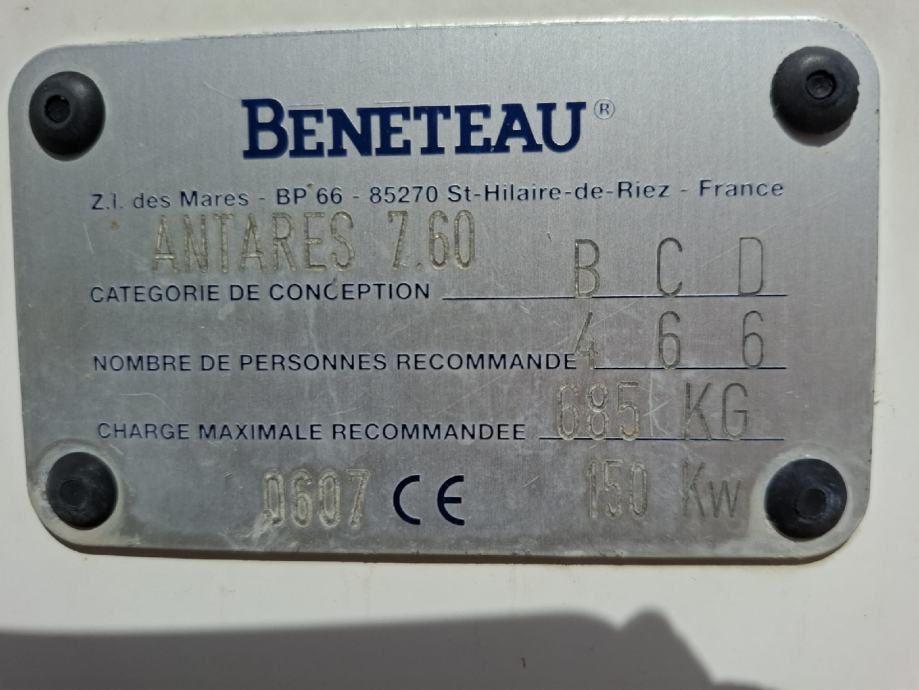 BENETEAU®
Z.I. des Mares - BP 66 - 85270 St-Hilaire-de-Riez - France
ANTARES 7.60
CATEGORIE DE CONCEPTION B C D
NOMBRE DE PERSONNES RECOMMANDE 4 6 6
CHARGE MAXIMALE RECOMMANDEE 685 KG
0607 CE 150 Kw